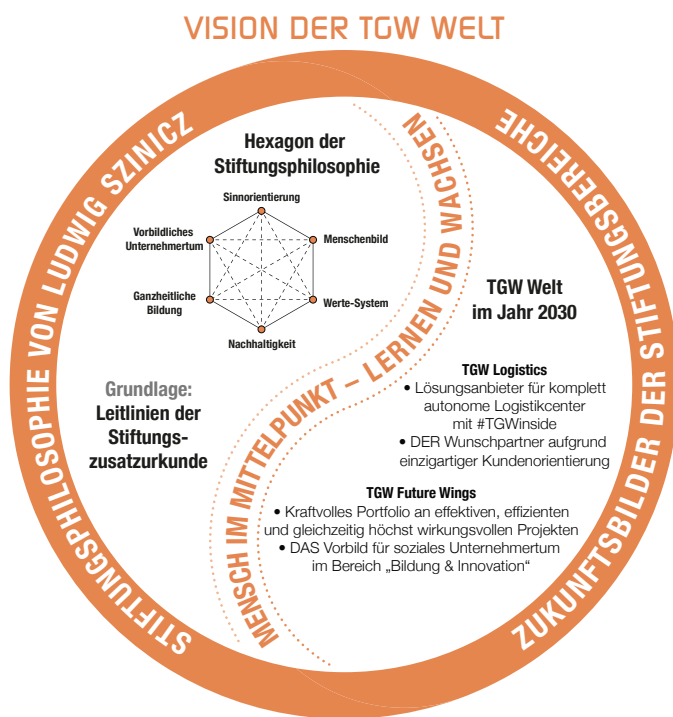 VISION DER TGW WELT
STIFTUNGSPHILOSOPHIE VON LUDWIG SZINICZ
Hexagon der
Stiftungsphilosophie
Sinnorientierung
Vorbildliches
Unternehmertum
Menschenbild
Ganzheitliche
Bildung
Werte-System
Nachhaltigkeit
Grundlage:
Leitlinien der
Stiftungs-
zusatzurkunde
MENSCH IM MITTELPUNKT – LERNEN UND WACHSEN
ZUKUNFTSBILDER DER STIFTUNGSBEREICHE
TGW Welt
im Jahr 2030
TGW Logistics
• Lösungsanbieter für komplett
autonome Logistikcenter
mit #TGWinside
• DER Wunschpartner aufgrund
einzigartiger Kundenorientierung
TGW Future Wings
• Kraftvolles Portfolio an effektiven, effizienten
und gleichzeitig höchst wirkungsvollen Projekten
• DAS Vorbild für soziales Unternehmertum
im Bereich „Bildung & Innovation“